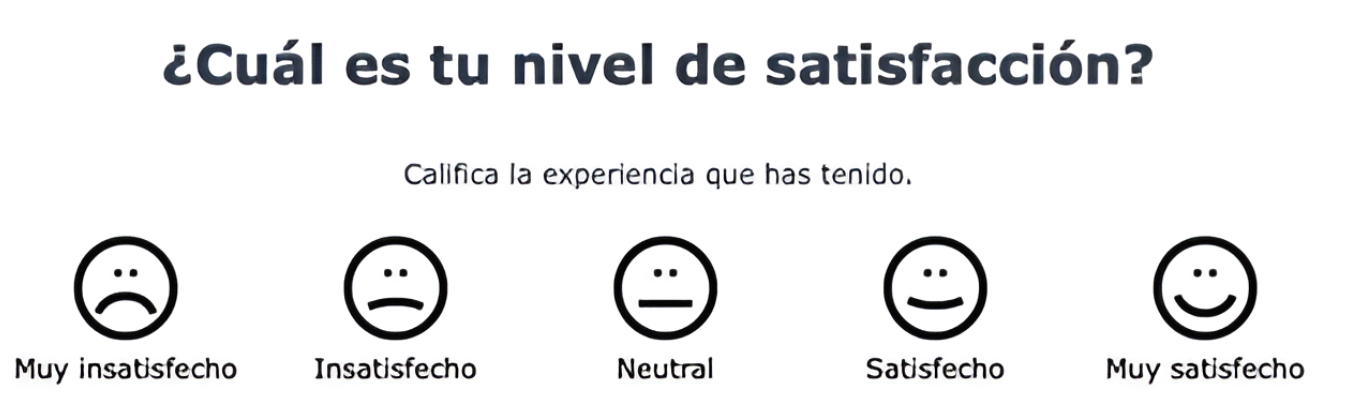 ¿Cuál es tu nivel de satisfacción?
Califica la experiencia que has tenido.
Muy insatisfecho Insatisfecho Neutral Satisfecho Muy satisfecho